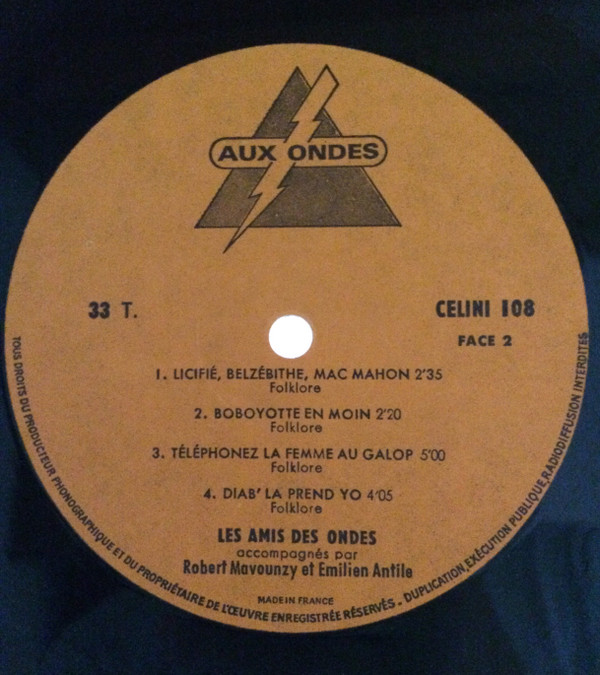 AUX ONDES
33 T.
CELINI 108
FACE 2
1. LICIFIÉ, BELZÉBITHE, MAC MAHON 2'35
Folklore
2. BOBOYOTTE EN MOIN 2'20
Folklore
3. TÉLÉPHONEZ LA FEMME AU GALOP 5'00
Folklore
4. DIAB' LA PREND YO 4'05
Folklore
LES AMIS DES ONDES
accompagnés par
Robert Mavounzy et Emilien Antile
MADE IN FRANCE
TOUS DROITS DU PRODUCTEUR PHONOGRAPHIQUE ET DU PROPRIÉTAIRE DE L'ŒUVRE ENREGISTRÉE RÉSERVÉS - DUPLICATION, EXÉCUTION PUBLIQUE, RADIODIFFUSION INTERDITES